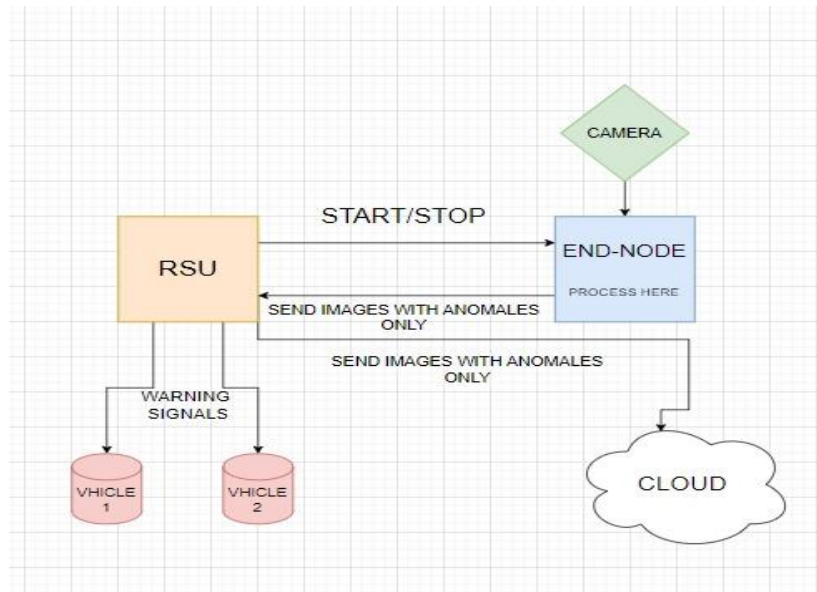 CAMERA
START/STOP
RSU
END-NODE
PROCESS HERE
SEND IMAGES WITH ANOMALES
ONLY
SEND IMAGES WITH ANOMALES
ONLY
WARNING
SIGNALS
VHICLE
1
VHICLE
2
CLOUD